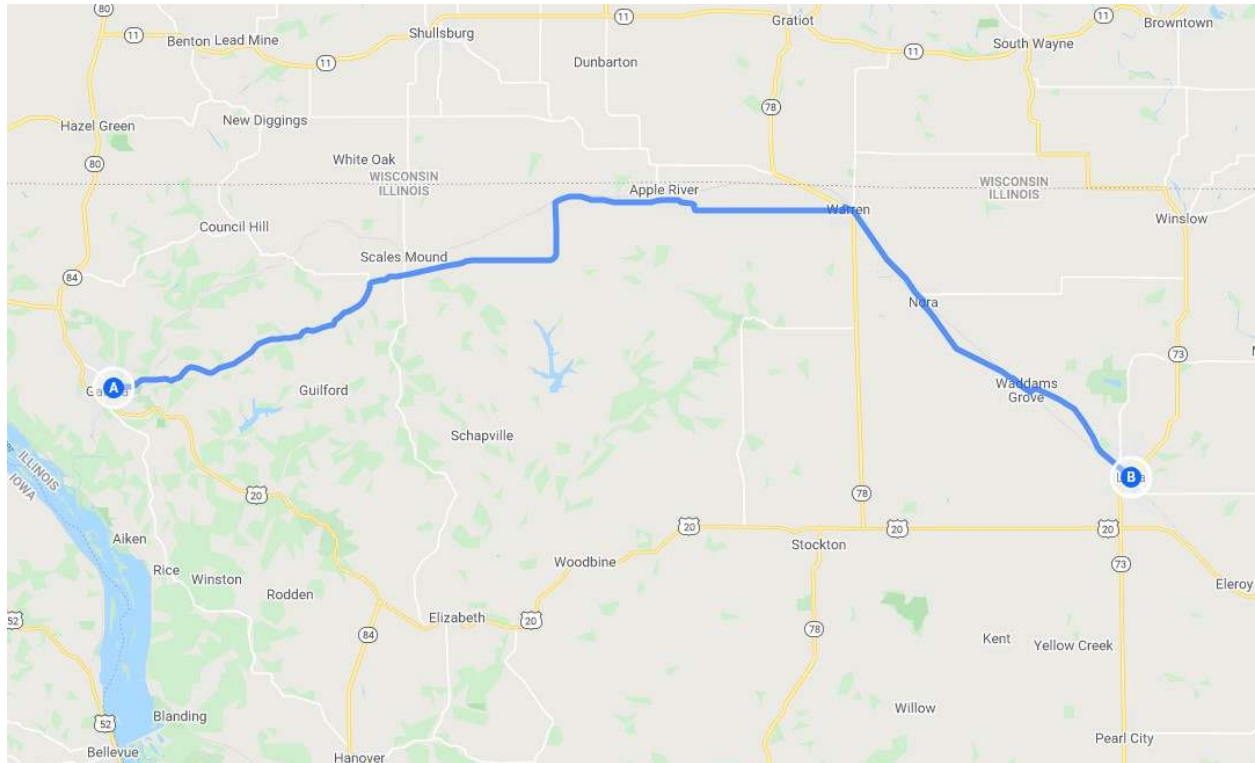 80
11
Gratiot
11
Browntown
Benton
Lead Mine
11
Shullsburg
11
South Wayne
11
Dunbarton
78
Hazel Green
New Diggings
80
White Oak
WISCONSIN
ILLINOIS
Apple River
WISCONSIN
ILLINOIS
Warren
Winslow
Council Hill
Scales Mound
84
Nora
73
A
Guilford
Waddams
Grove
Schapville
B
ILLINOIS
IOWA
20
78
20
20
20
Stockton
Aiken
Rice
Winston
Rodden
Woodbine
73
Eleroy
52
Elizabeth
20
84
78
Kent
Yellow Creek
Willow
Blanding
52
Bellevue
Hanover
Pearl City